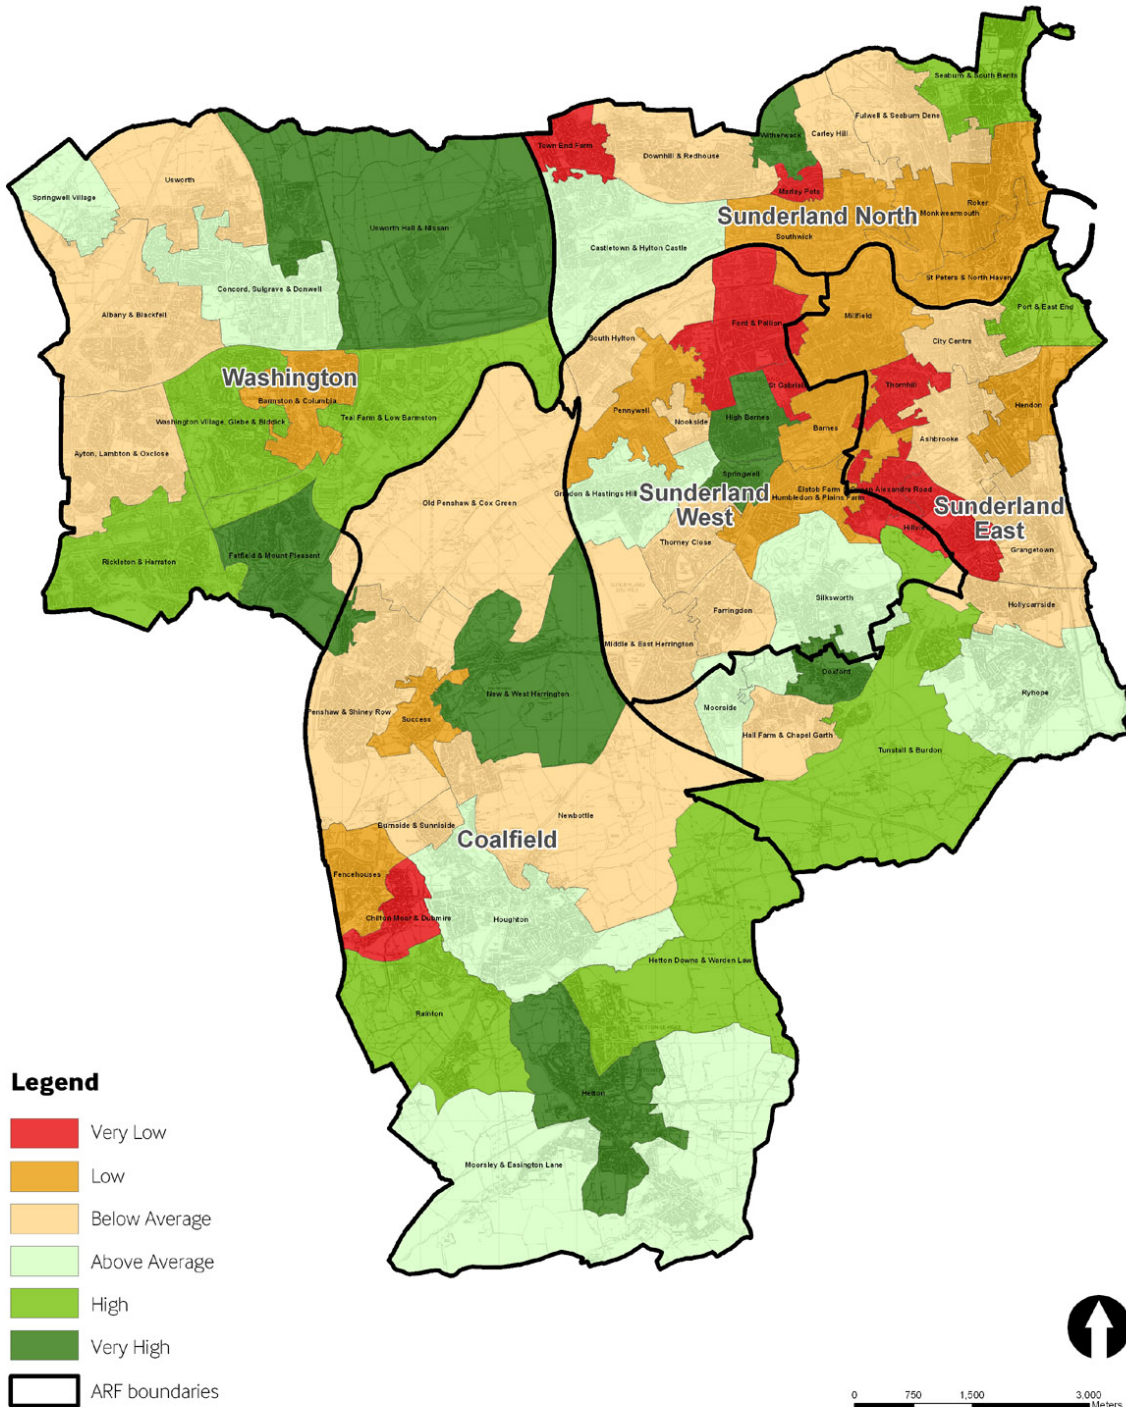 Seaburn & South Bents
Fulwell & Seaburn Dene
Carley Hill
Witherwack
Town End Farm
Downhill & Redhouse
Marley Pots
Usworth
Springwell Village
Roker
Monkwearmouth
Sunderland North
Southwick
Usworth Hall & Nissan
Castletown & Hylton Castle
St Peters & North Haven
Concord, Sulgrave & Donwell
Port & East End
Albany & Blackfell
Millfield
Ford & Pallion
South Hylton
City Centre
Washington
St Gabriels
Thornhill
Barmston & Columbia
Hendon
Pennywell
Teal Farm & Low Barmston
High Barnes
Washington Village, Glebe & Biddick
Nookside
Barnes
Ashbrooke
Ayton, Lambton & Oxclose
Springwell
Old Penshaw & Cox Green
Grindon & Hastings Hill
Sunderland
West
Humbledon & Plains Farm
Sunderland
East
Hillview
Thorney Close
Grangetown
Fatfield & Mount Pleasant
Rickleton & Harraton
Silksworth
Hollycarrside
Farringdon
Middle & East Herrington
Doxford
New & West Herrington
Ryhope
Moorside
Penshaw & Shiney Row
Success
Hall Farm & Chapel Garth
Tunstall & Burdon
Newbottle
Burnside & Sunniside
Coalfield
Fencehouses
Chilton Moor & Dubmire
Houghton
Hetton Downs & Warden Law
Rainton
Hetton
Moorsley & Easington Lane
Legend
Very Low
Low
Below Average
Above Average
High
Very High
ARF boundaries
0 750 1,500 3,000
Meters